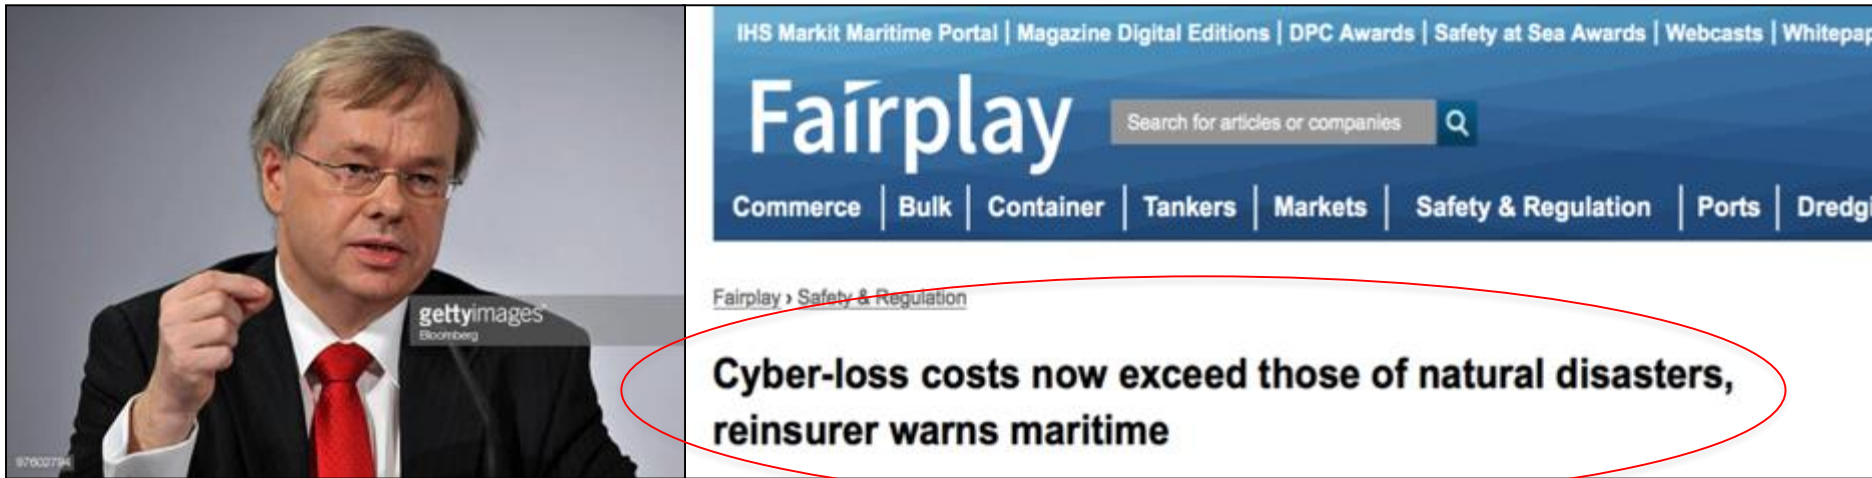 gettyimages®
Bloomberg
97602794
IHS Markit Maritime Portal | Magazine Digital Editions | DPC Awards | Safety at Sea Awards | Webcasts | Whitepap
Fairplay
Search for articles or companies
Commerce | Bulk | Container | Tankers | Markets | Safety & Regulation | Ports | Dredgi
Fairplay › Safety & Regulation
Cyber-loss costs now exceed those of natural disasters,
reinsurer warns maritime